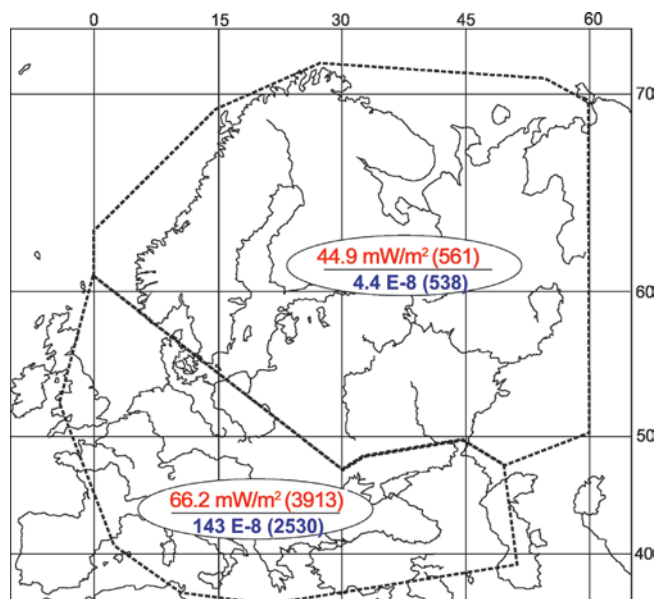 0 15 30 45 60
70
44.9 mW/m² (561)
4.4 E-8 (538)
60
50
66.2 mW/m² (3913)
143 E-8 (2530)
40